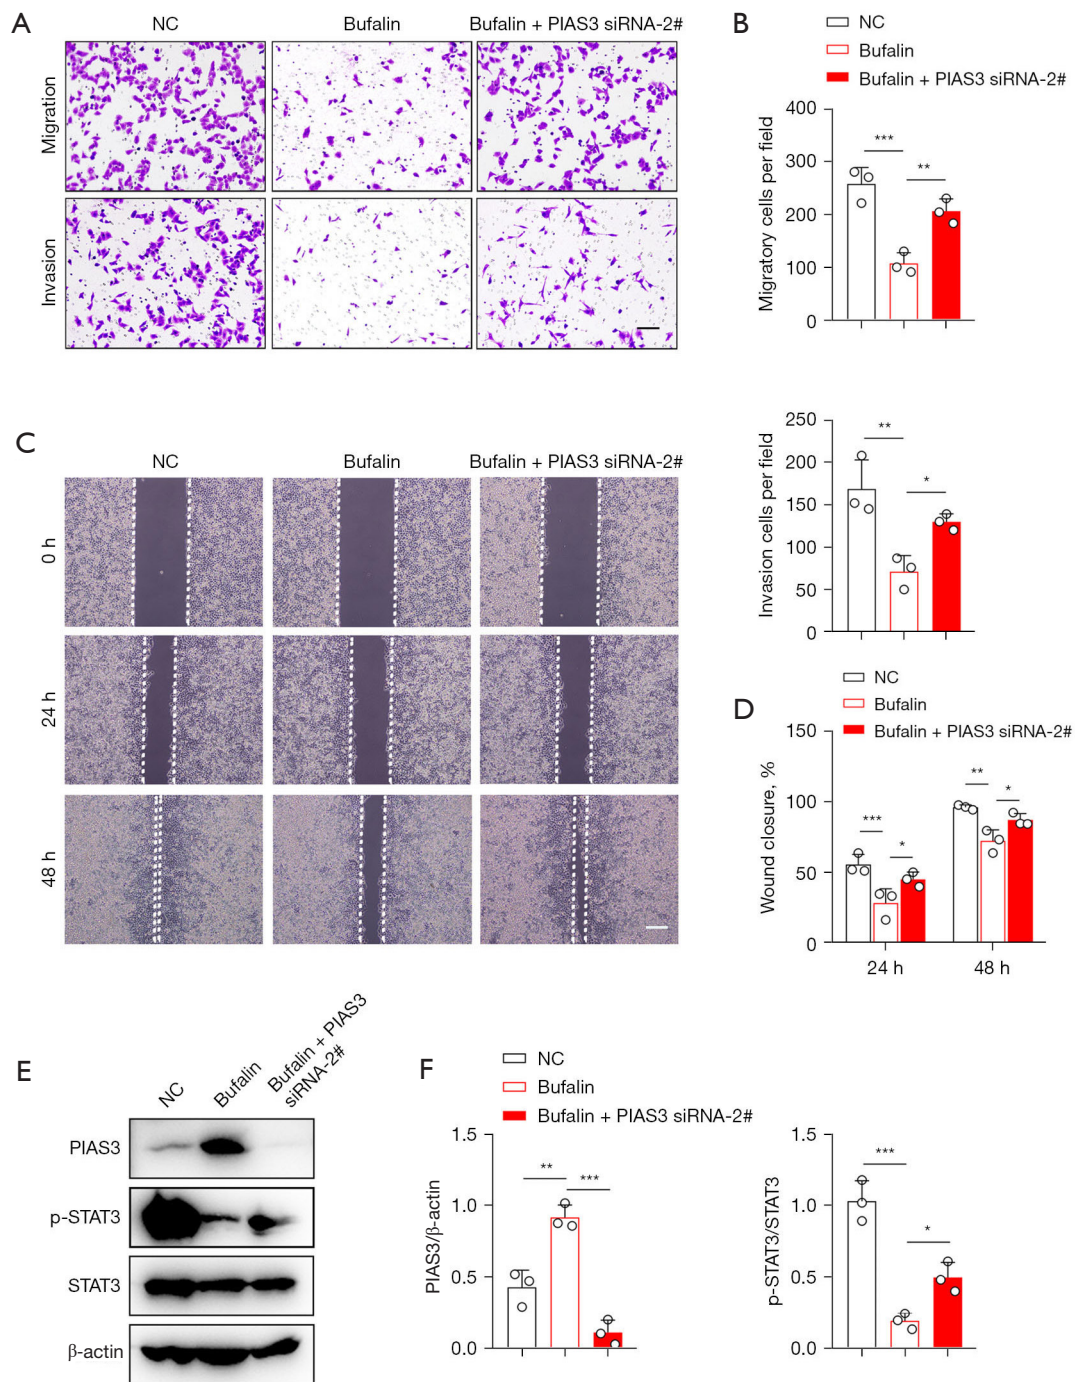 A
NC
Bufalin
Bufalin + PIAS3 siRNA-2#
Migration
Invasion
B
NC
Bufalin
Bufalin + PIAS3 siRNA-2#
400
300
200
100
0
Migratory cells per field
***
**
250
200
150
100
50
0
Invasion cells per field
**
*
C
NC
Bufalin
Bufalin + PIAS3 siRNA-2#
0 h
24 h
48 h
D
NC
Bufalin
Bufalin + PIAS3 siRNA-2#
150
100
50
0
Wound closure, %
***
*
**
*
24 h
48 h
E
NC
Bufalin
Bufalin + PIAS3
siRNA-2#
PIAS3
p-STAT3
STAT3
β-actin
F
NC
Bufalin
Bufalin + PIAS3 siRNA-2#
1.5
1.0
0.5
0.0
PIAS3/β-actin
**
***
1.5
1.0
0.5
0.0
p-STAT3/STAT3
***
*